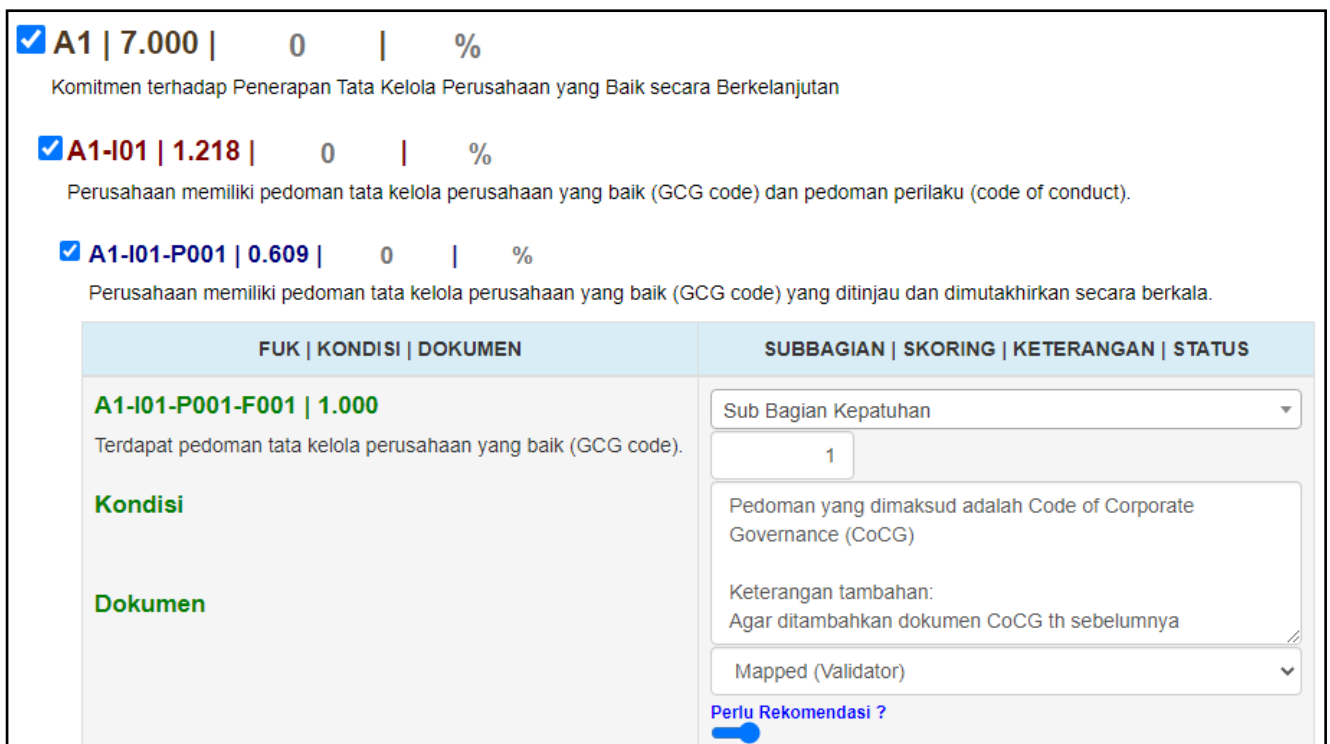 A1 | 7.000 | 0 | %
Komitmen terhadap Penerapan Tata Kelola Perusahaan yang Baik secara Berkelanjutan
A1-I01 | 1.218 | 0 | %
Perusahaan memiliki pedoman tata kelola perusahaan yang baik (GCG code) dan pedoman perilaku (code of conduct).
A1-I01-P001 | 0.609 | 0 | %
Perusahaan memiliki pedoman tata kelola perusahaan yang baik (GCG code) yang ditinjau dan dimutakhirkan secara berkala.
FUK | KONDISI | DOKUMEN
SUBBAGIAN | SKORING | KETERANGAN | STATUS
A1-I01-P001-F001 | 1.000
Terdapat pedoman tata kelola perusahaan yang baik (GCG code).
Kondisi
Dokumen
Sub Bagian Kepatuhan
1
Pedoman yang dimaksud adalah Code of Corporate
Governance (CoCG)
Keterangan tambahan:
Agar ditambahkan dokumen CoCG th sebelumnya
Mapped (Validator)
Perlu Rekomendasi ?